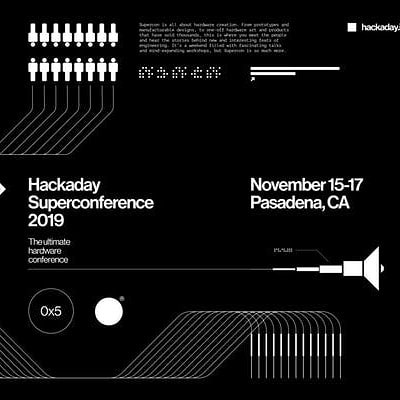 Supercon is all about hardware creation. From prototypes and
manufacturable designs, to one-off hardware art and products
that have sold thousands, this is where you meet the people
and hear the stories behind new and interesting feats of
engineering. It's a weekend filled with fascinating talks
and mind-expanding workshops, but Supercon is so much more.
hackaday.
Hackaday
Superconference
2019
November 15-17
Pasadena, CA
The ultimate
hardware
conference
0x5